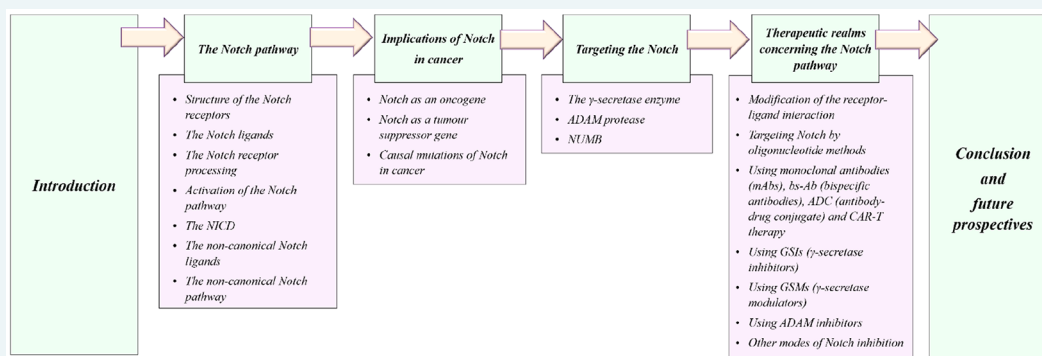 Introduction
The Notch pathway
• Structure of the Notch
receptors
• The Notch ligands
• The Notch receptor
processing
• Activation of the Notch
pathway
• The NICD
• The non-canonical Notch
ligands
• The non-canonical Notch
pathway
Implications of Notch
in cancer
• Notch as an oncogene
• Notch as a tumour
suppressor gene
• Causal mutations of Notch
in cancer
Targeting the Notch
• The γ-secretase enzyme
• ADAM protease
• NUMB
Therapeutic realms
concerning the Notch
pathway
• Modification of the receptor-
ligand interaction
• Targeting Notch by
oligonucleotide methods
• Using monoclonal antibodies
(mAbs), bs-Ab (bispecific
antibodies), ADC (antibody-
drug conjugate) and CAR-T
therapy
• Using GSIs (γ-secretase
inhibitors)
• Using GSMs (γ-secretase
modulators)
• Using ADAM inhibitors
• Other modes of Notch inhibition
Conclusion
and
future
prospectives